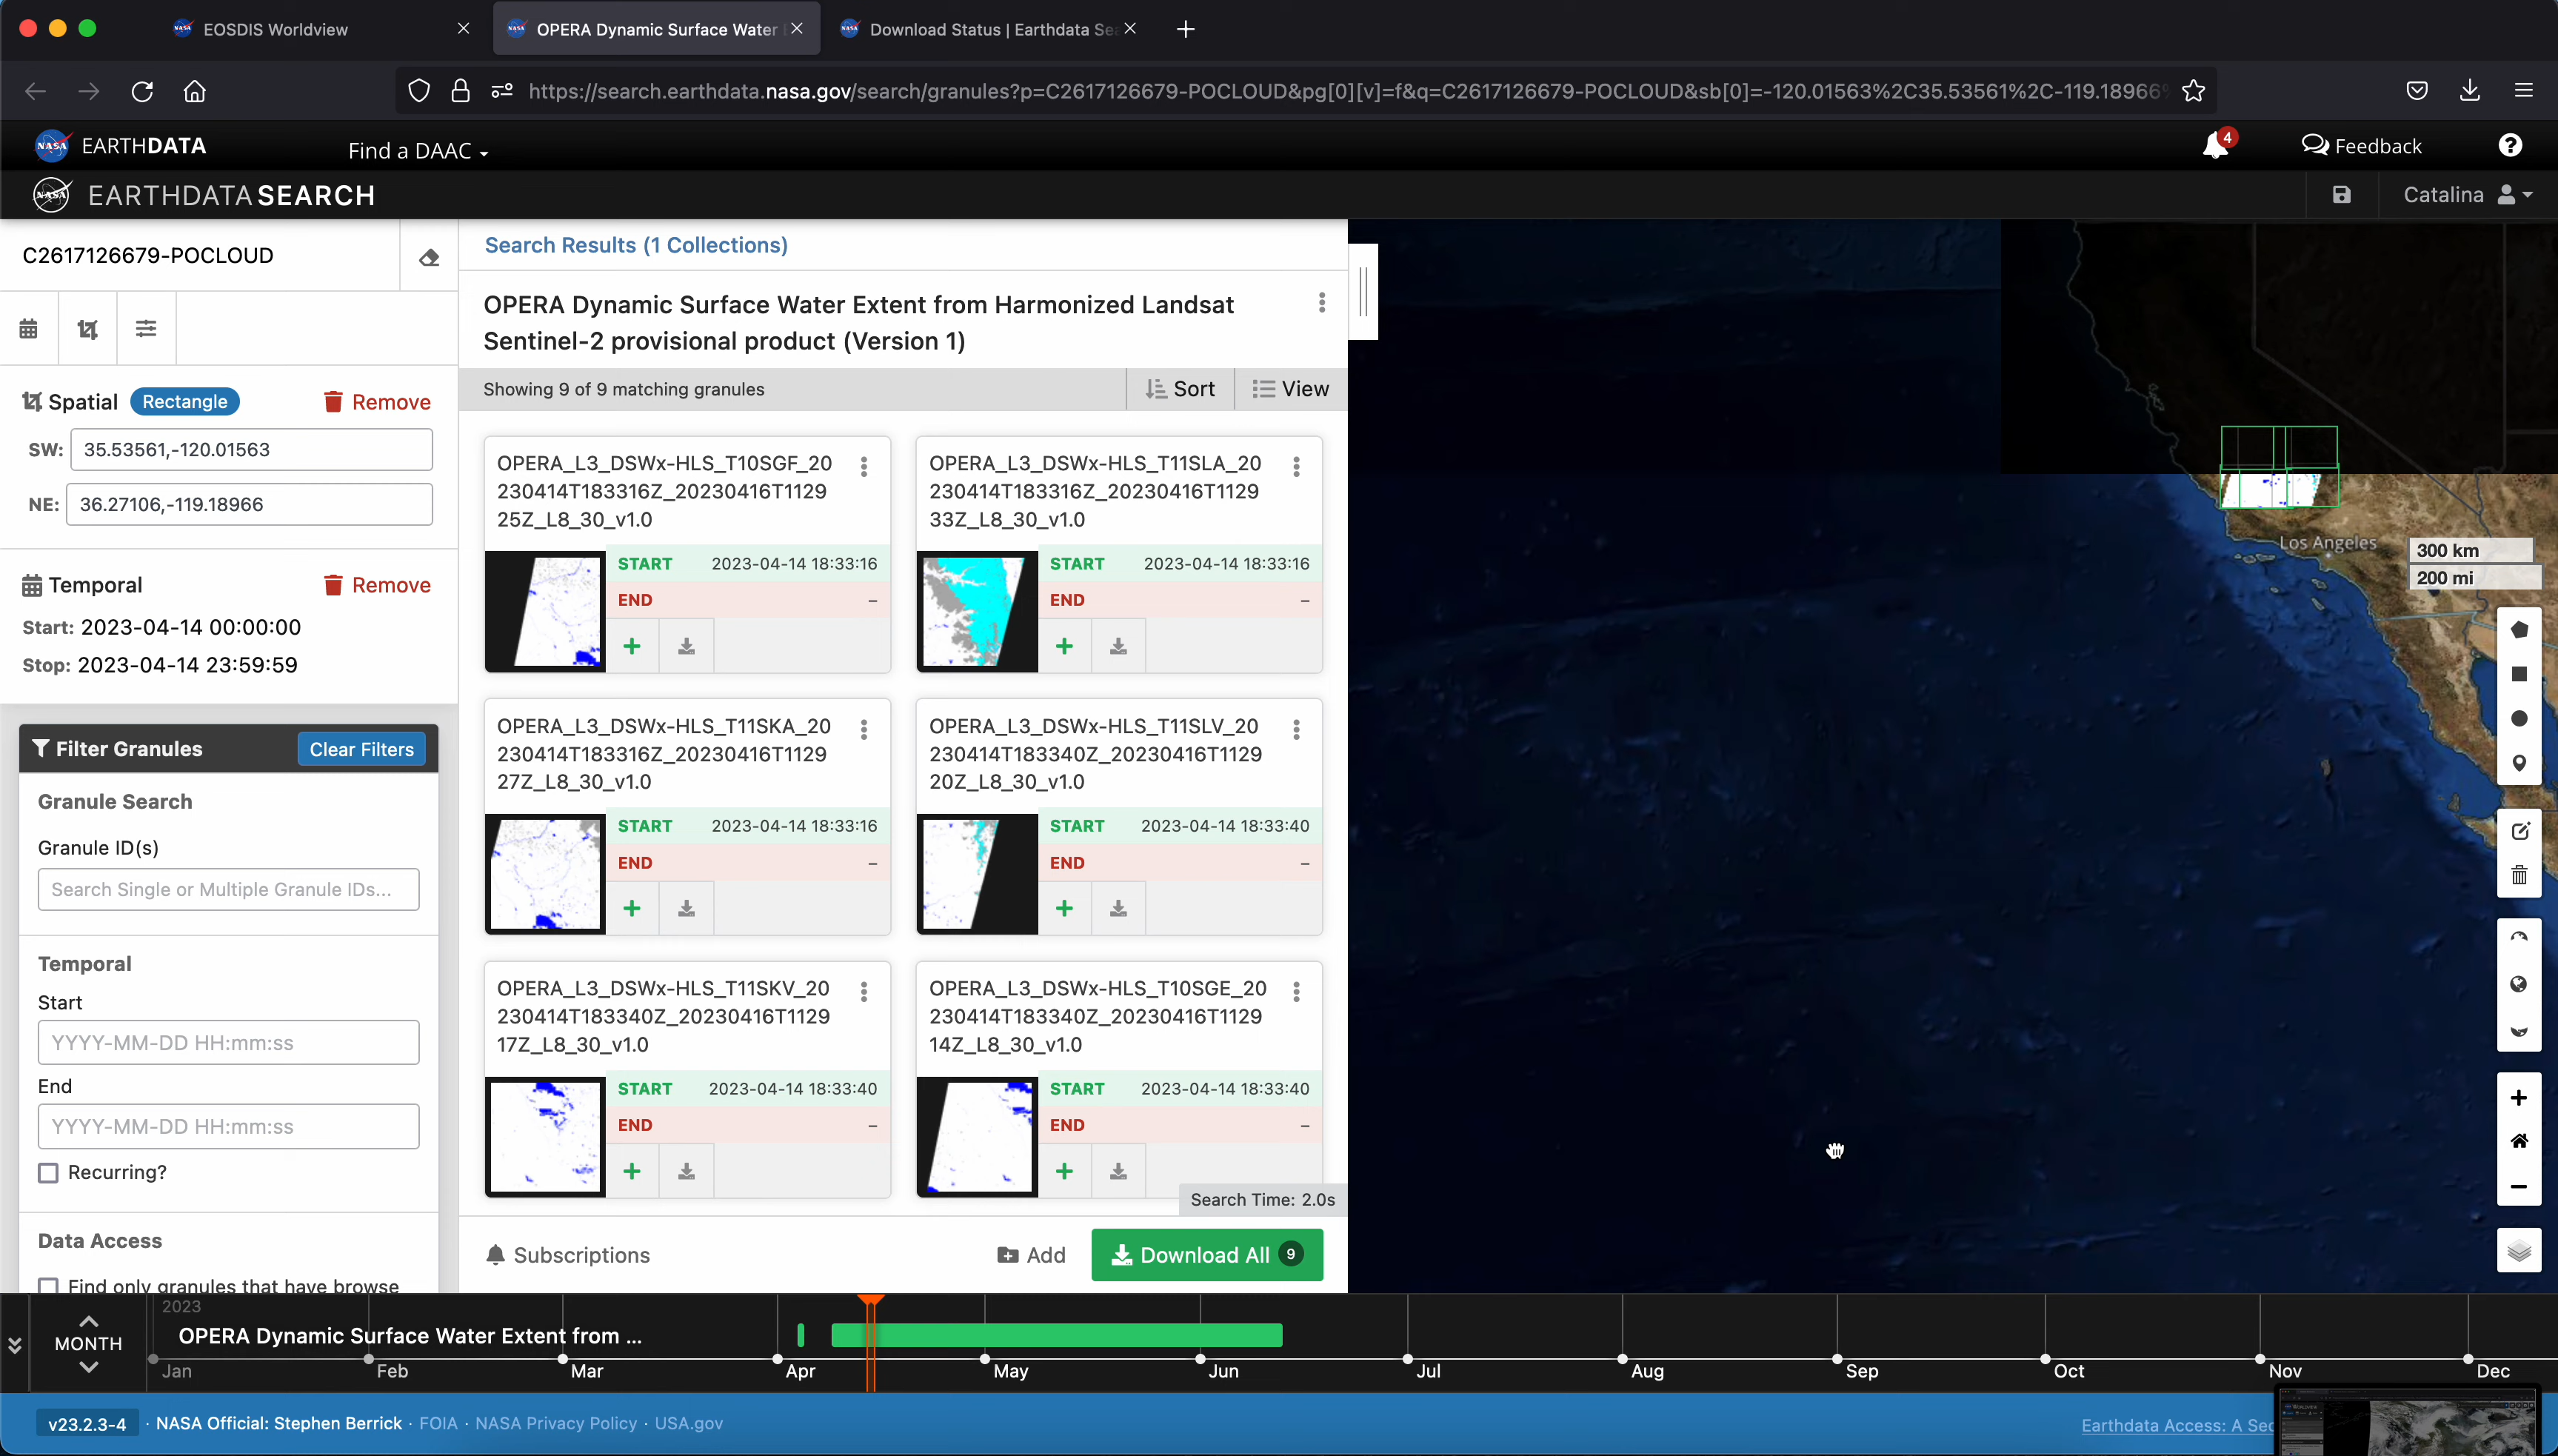 EOSDIS Worldview
OPERA Dynamic Surface Water
Download Status | Earthdata Sea
https://search.earthdata.nasa.gov/search/granules?p=C2617126679-POCLOUD&pg[0][v]=f&q=C2617126679-POCLOUD&sb[0]=-120.01563%2C35.53561%2C-119.18966%
NASA EARTHDATA
Find a DAAC
4
Feedback
?
NASA EARTHDATA SEARCH
Catalina
C2617126679-POCLOUD
Spatial Rectangle Remove
SW: 35.53561,-120.01563
NE: 36.27106,-119.18966
Temporal Remove
Start: 2023-04-14 00:00:00
Stop: 2023-04-14 23:59:59
Filter Granules Clear Filters
Granule Search
Granule ID(s)
Search Single or Multiple Granule IDs...
Temporal
Start
YYYY-MM-DD HH:mm:ss
End
YYYY-MM-DD HH:mm:ss
Recurring?
Data Access
Find only granules that have browse
Search Results (1 Collections)
OPERA Dynamic Surface Water Extent from Harmonized Landsat
Sentinel-2 provisional product (Version 1)
Showing 9 of 9 matching granules
Sort
View
OPERA_L3_DSWx-HLS_T10SGF_20
230414T183316Z_20230416T1129
25Z_L8_30_v1.0
START 2023-04-14 18:33:16
END –
OPERA_L3_DSWx-HLS_T11SLA_20
230414T183316Z_20230416T1129
33Z_L8_30_v1.0
START 2023-04-14 18:33:16
END –
OPERA_L3_DSWx-HLS_T11SKA_20
230414T183316Z_20230416T1129
27Z_L8_30_v1.0
START 2023-04-14 18:33:16
END –
OPERA_L3_DSWx-HLS_T11SLV_20
230414T183340Z_20230416T1129
20Z_L8_30_v1.0
START 2023-04-14 18:33:40
END –
OPERA_L3_DSWx-HLS_T11SKV_20
230414T183340Z_20230416T1129
17Z_L8_30_v1.0
START 2023-04-14 18:33:40
END –
OPERA_L3_DSWx-HLS_T10SGE_20
230414T183340Z_20230416T1129
14Z_L8_30_v1.0
START 2023-04-14 18:33:40
END –
Search Time: 2.0s
Subscriptions
Add
Download All 9
Los Angeles
300 km
200 mi
MONTH
2023
OPERA Dynamic Surface Water Extent from ...
Jan Feb Mar Apr May Jun Jul Aug Sep Oct Nov Dec
v23.2.3-4 · NASA Official: Stephen Berrick · FOIA · NASA Privacy Policy · USA.gov
Earthdata Access: A Sec